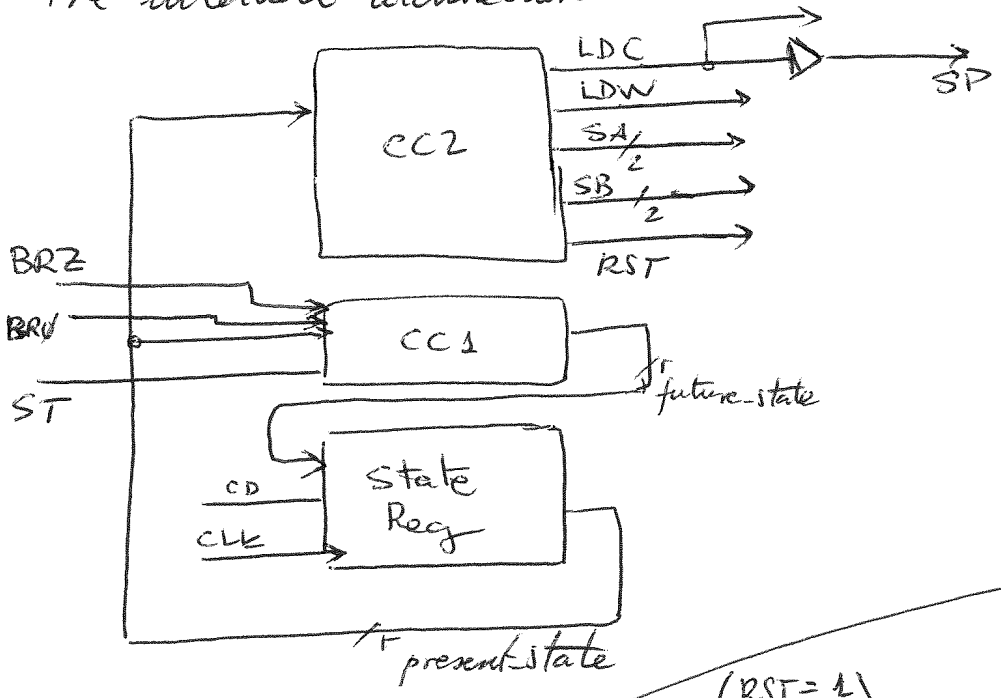 LDC
SP
LDW
CC2
SA/2
SB/2
RST
BRZ
CC1
ST
r
future_state
State
Reg
CD
CLK
r
present_state
(RST=1)